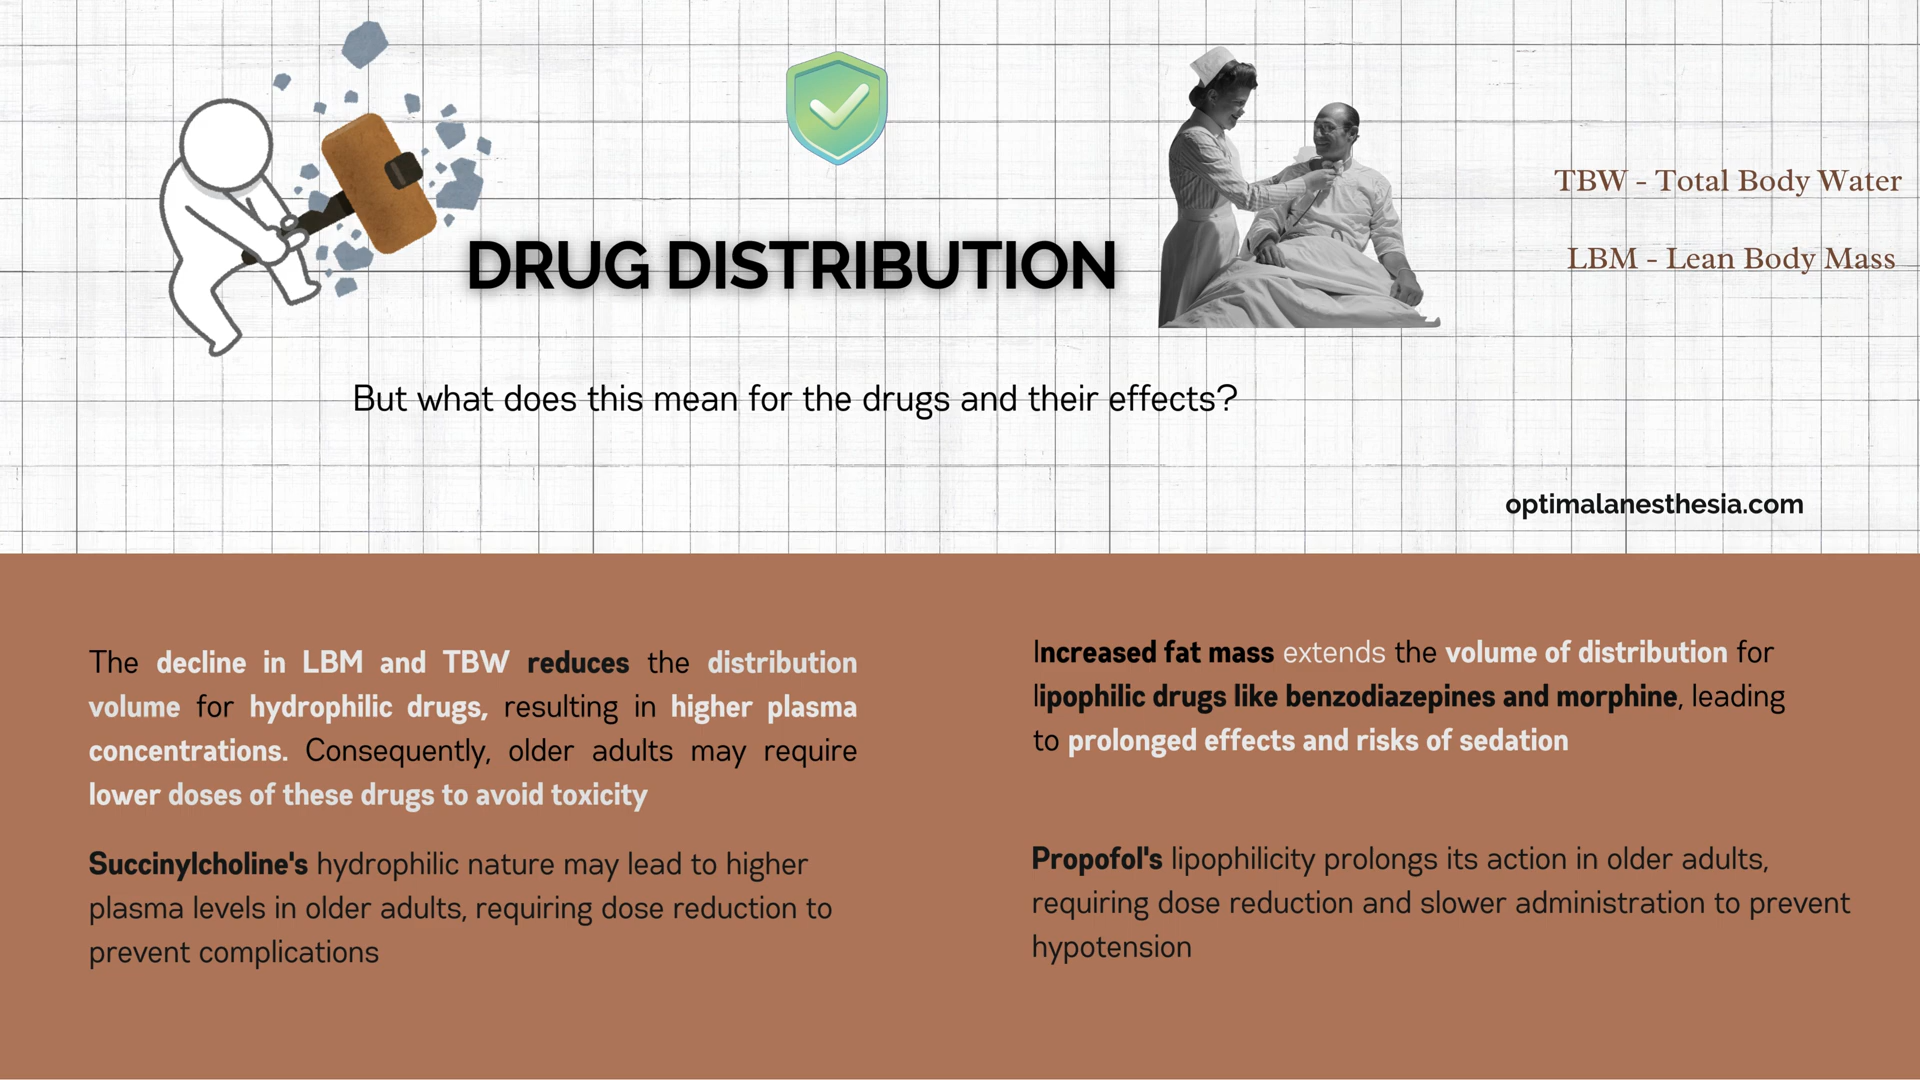 TBW - Total Body Water
LBM - Lean Body Mass
DRUG DISTRIBUTION
But what does this mean for the drugs and their effects?
optimalanesthesia.com
The decline in LBM and TBW reduces the distribution
volume for hydrophilic drugs, resulting in higher plasma
concentrations. Consequently, older adults may require
lower doses of these drugs to avoid toxicity
Succinylcholine's hydrophilic nature may lead to higher
plasma levels in older adults, requiring dose reduction to
prevent complications
Increased fat mass extends the volume of distribution for
lipophilic drugs like benzodiazepines and morphine, leading
to prolonged effects and risks of sedation
Propofol's lipophilicity prolongs its action in older adults,
requiring dose reduction and slower administration to prevent
hypotension